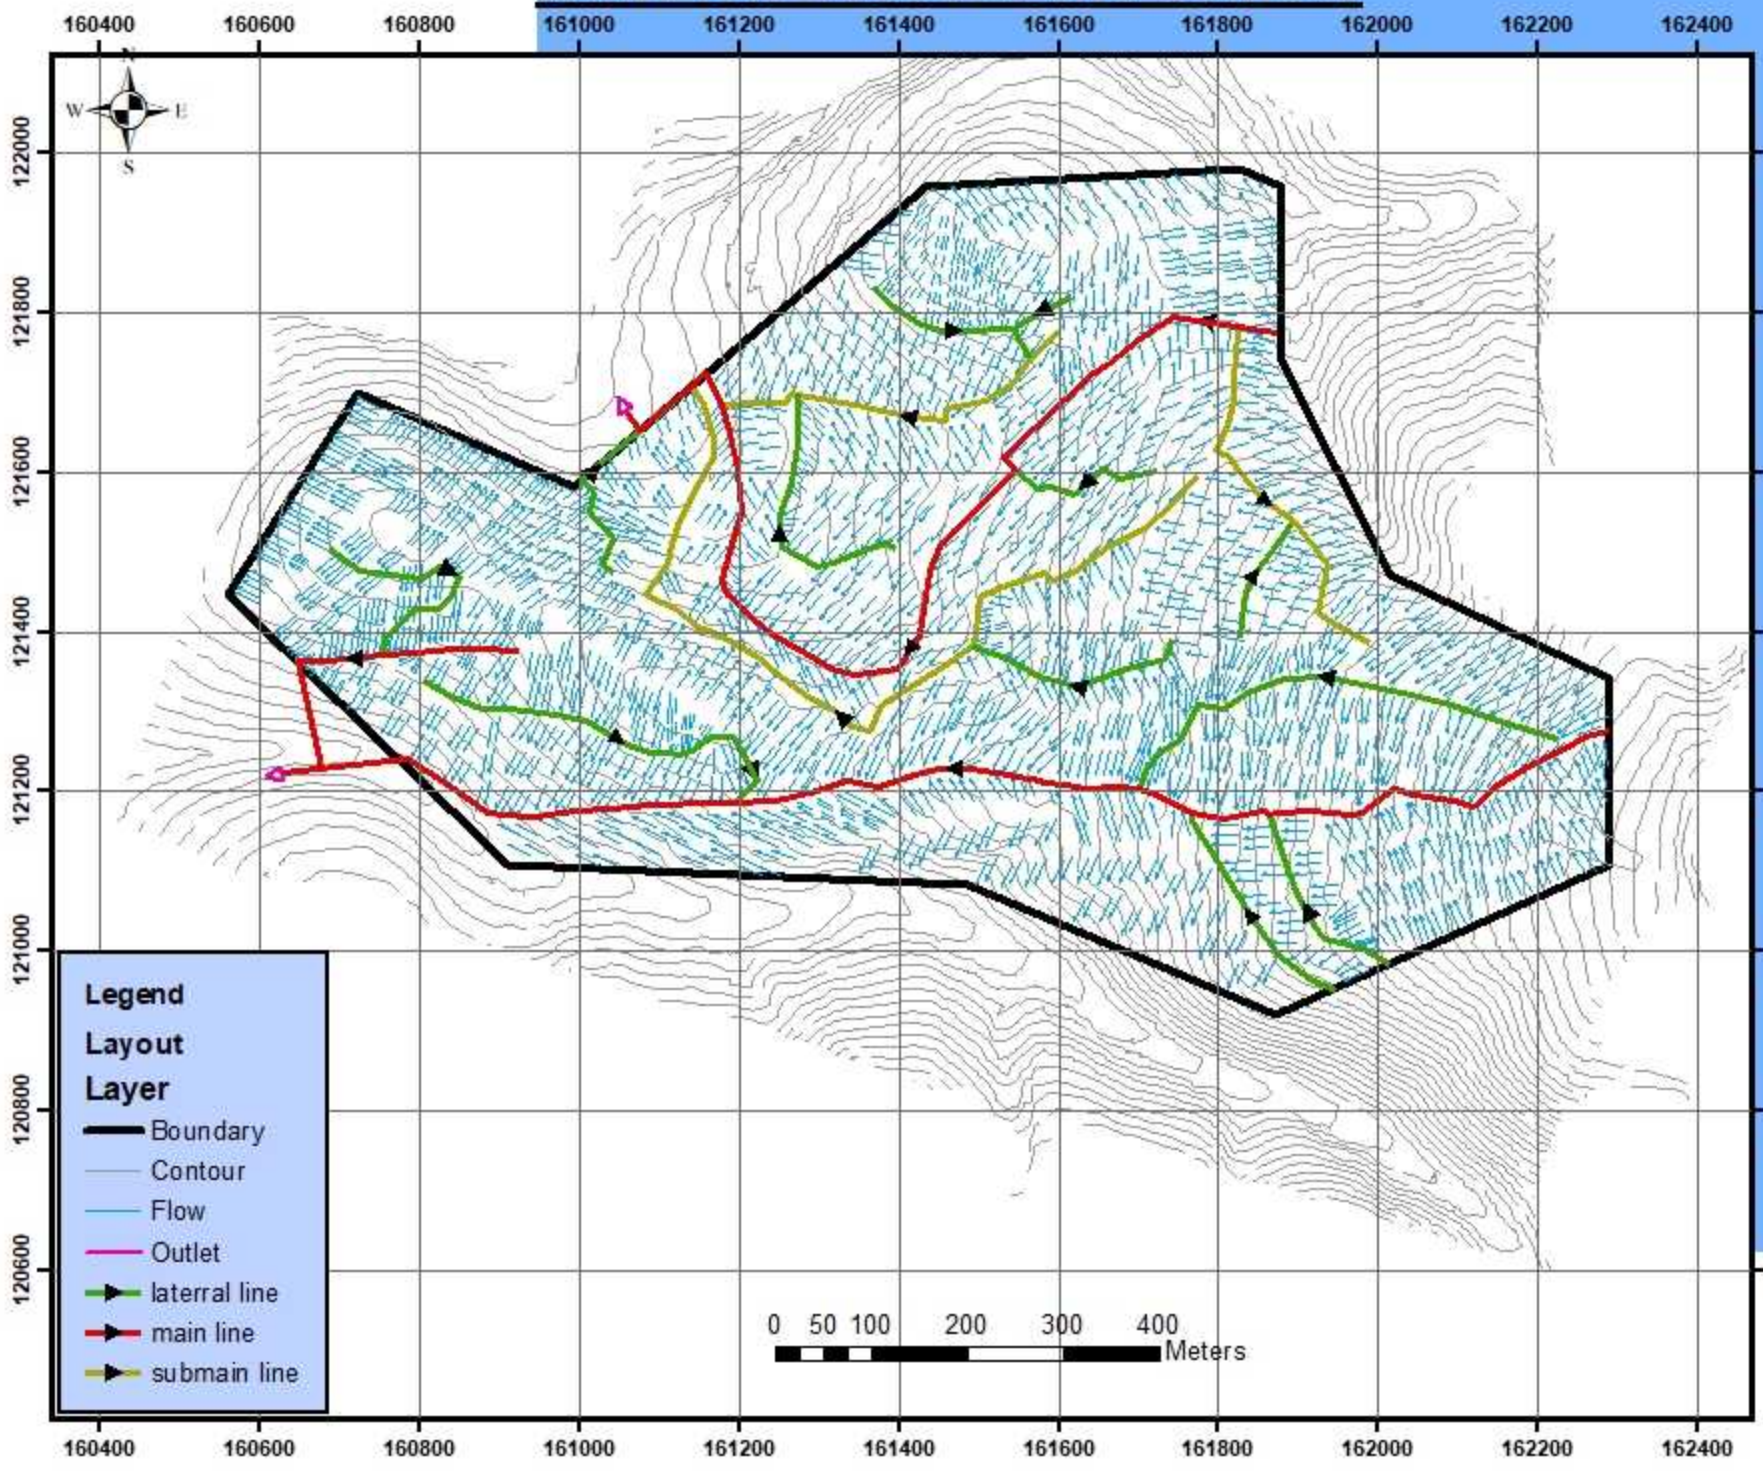 160400 160600 160800 161000 161200 161400 161600 161800 162000 162200 162400
N
W E
S
122000
121800
121600
121400
121200
121000
120800
120600
Legend
Layout
Layer
Boundary
Contour
Flow
Outlet
laterral line
main line
submain line
0 50 100 200 300 400
Meters
160400 160600 160800 161000 161200 161400 161600 161800 162000 162200 162400